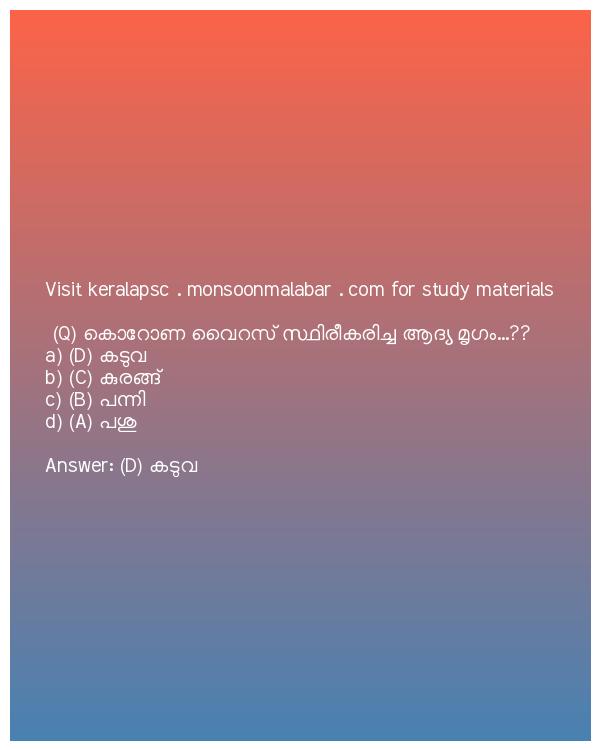 Visit keralapsc . monsoonmalabar . com for study materials
(Q) കൊറോണ വൈറസ് സ്ഥിരീകരിച്ച ആദ്യ മൃഗം...??
a) (D) കടുവ
b) (C) കുരങ്ങ്
c) (B) പന്നി
d) (A) പശു
Answer: (D) കടുവ